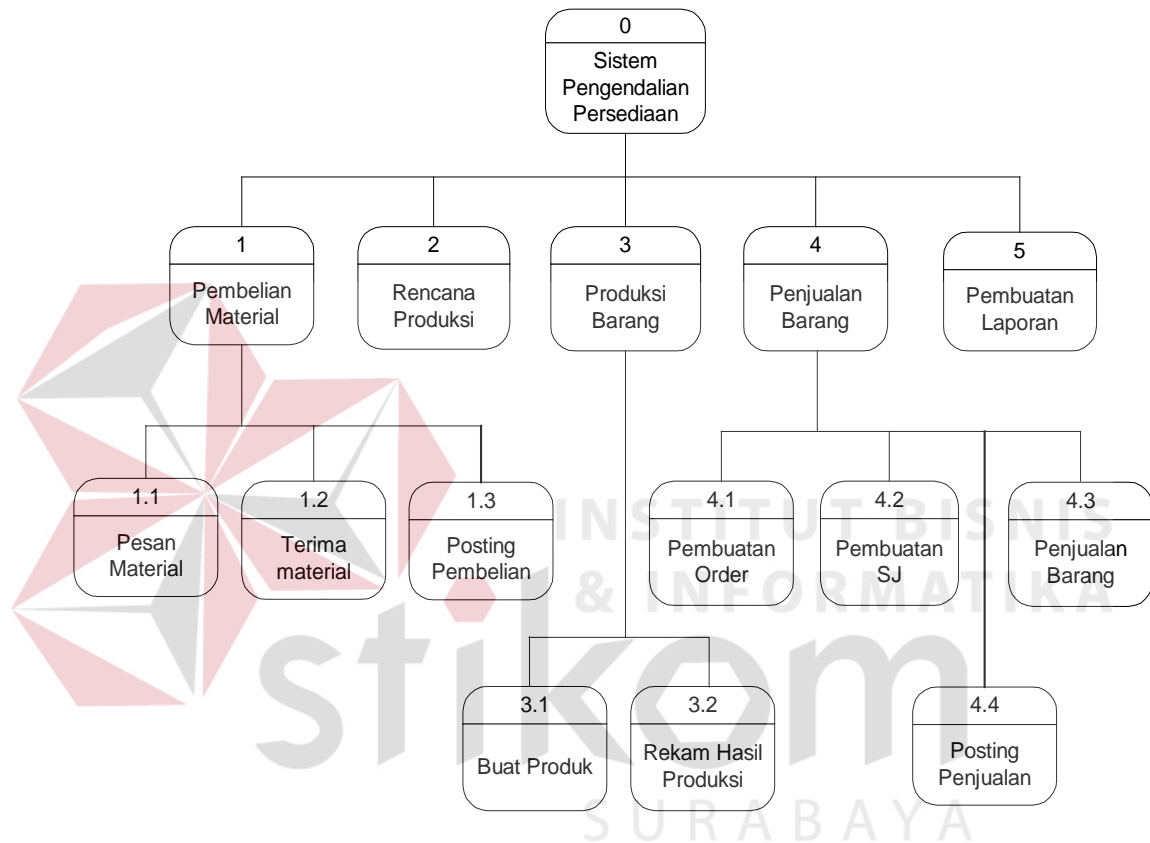 0
Sistem
Pengendalian
Persediaan
1
Pembelian
Material
2
Rencana
Produksi
3
Produksi
Barang
4
Penjualan
Barang
5
Pembuatan
Laporan
1.1
Pesan
Material
1.2
Terima
material
1.3
Posting
Pembelian
4.1
Pembuatan
Order
4.2
Pembuatan
SJ
4.3
Penjualan
Barang
3.1
Buat Produk
3.2
Rekam Hasil
Produksi
4.4
Posting
Penjualan
INSTITUT BISNIS
& INFORMATIKA
stikom
SURABAYA